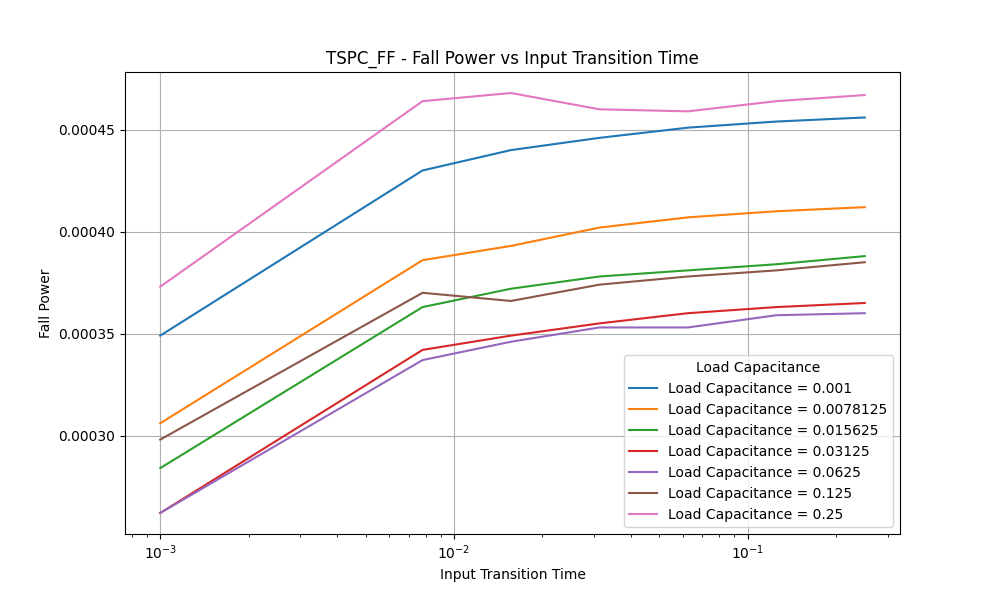 TSPC_FF - Fall Power vs Input Transition Time
Fall Power
0.00045
0.00040
0.00035
0.00030
Load Capacitance
Load Capacitance = 0.001
Load Capacitance = 0.0078125
Load Capacitance = 0.015625
Load Capacitance = 0.03125
Load Capacitance = 0.0625
Load Capacitance = 0.125
Load Capacitance = 0.25
10⁻³ 10⁻² 10⁻¹
Input Transition Time